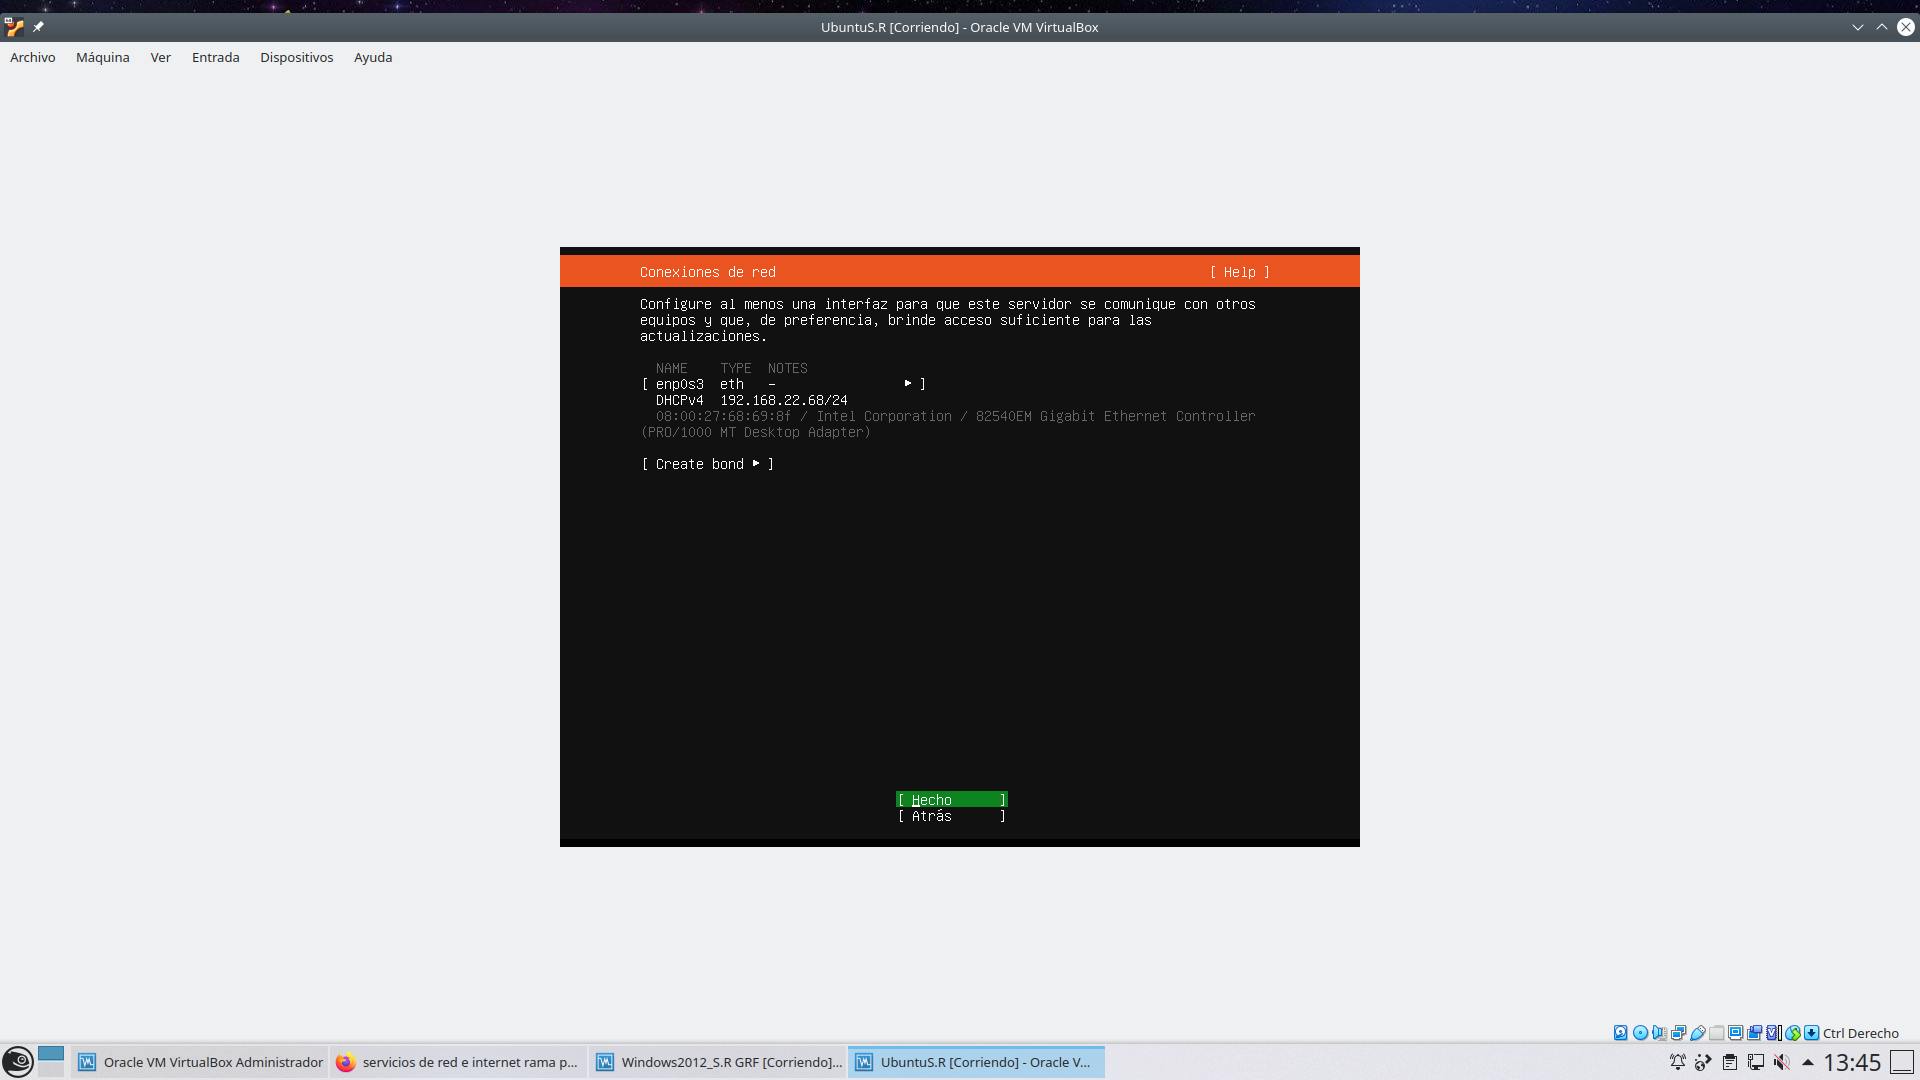 UbuntuS.R [Corriendo] - Oracle VM VirtualBox
Archivo Máquina Ver Entrada Dispositivos Ayuda
Conexiones de red [ Help ]
Configure al menos una interfaz para que este servidor se comunique con otros
equipos y que, de preferencia, brinde acceso suficiente para las
actualizaciones.
NAME TYPE NOTES
[ enp0s3 eth - ▸ ]
DHCPv4 192.168.22.68/24
08:00:27:68:69:8f / Intel Corporation / 82540EM Gigabit Ethernet Controller
(PRO/1000 MT Desktop Adapter)
[ Create bond ▸ ]
[ Hecho ]
[ Atrás ]
Ctrl Derecho
Oracle VM VirtualBox Administrador servicios de red e internet rama p... Windows2012_S.R GRF [Corriendo]... UbuntuS.R [Corriendo] - Oracle V... 13:45